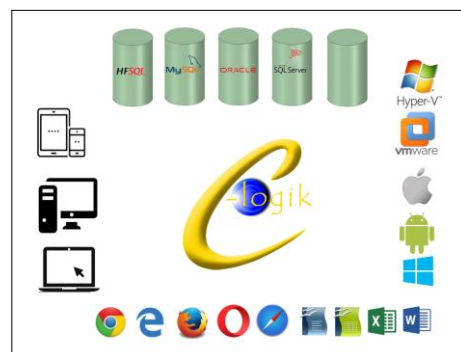 HFSQL
MySQL
ORACLE
SQL Server
Hyper-V
vmware
C-logik